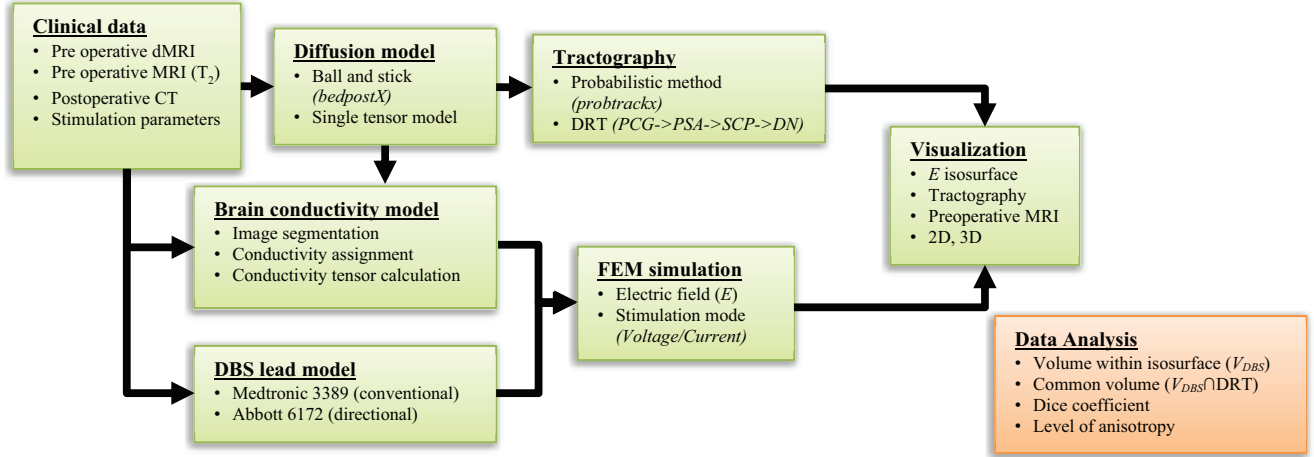 Clinical data
• Pre operative dMRI
• Pre operative MRI (T₂)
• Postoperative CT
• Stimulation parameters
Diffusion model
• Ball and stick
(bedpostX)
• Single tensor model
Tractography
• Probabilistic method
(probtrackx)
• DRT (PCG->PSA->SCP->DN)
Visualization
• E isosurface
• Tractography
• Preoperative MRI
• 2D, 3D
Brain conductivity model
• Image segmentation
• Conductivity assignment
• Conductivity tensor calculation
FEM simulation
• Electric field (E)
• Stimulation mode
(Voltage/Current)
DBS lead model
• Medtronic 3389 (conventional)
• Abbott 6172 (directional)
Data Analysis
• Volume within isosurface (V_DBS)
• Common volume (V_DBS∩DRT)
• Dice coefficient
• Level of anisotropy